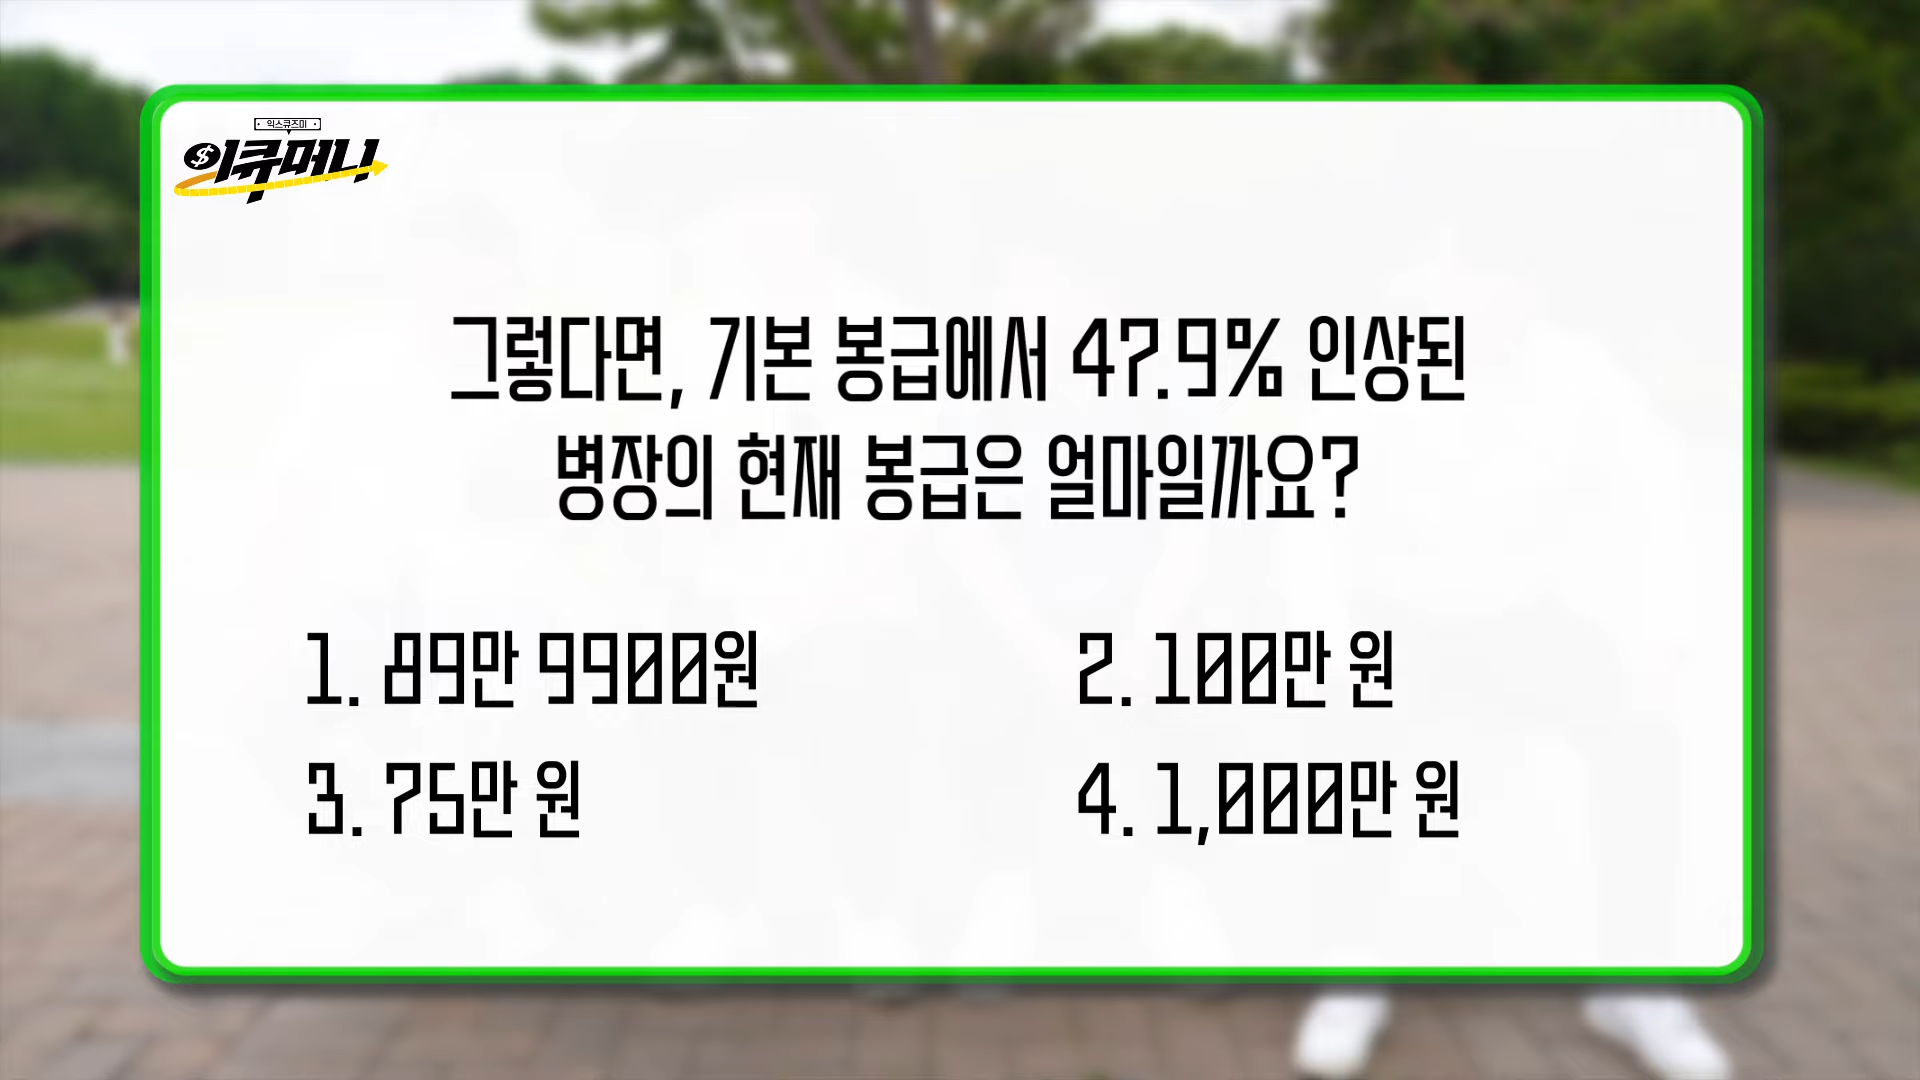 익스큐즈미
이큐머니
그렇다면, 기본 봉급에서 47.9% 인상된
병장의 현재 봉급은 얼마일까요?
1. 89만 9900원
2. 100만 원
3. 75만 원
4. 1,000만 원